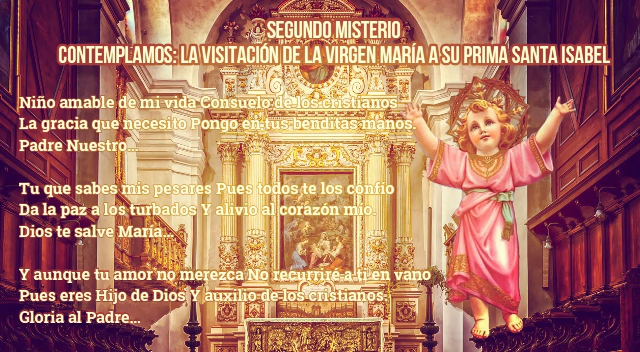 SEGUNDO MISTERIO
CONTEMPLAMOS: LA VISITACIÓN DE LA VIRGEN MARÍA A SU PRIMA SANTA ISABEL
Niño amable de mi vida Consuelo de los cristianos
La gracia que necesito Pongo en tus benditas manos.
Padre Nuestro...
Tu que sabes mis pesares Pues todos te los confio
Da la paz a los turbados Y alivio al corazón mio.
Dios te salve María...
Y aunque tu amor no merezca No recurriré a ti en vano
Pues eres Hijo de Dios Y auxilio de los cristianos.
Gloria al Padre...